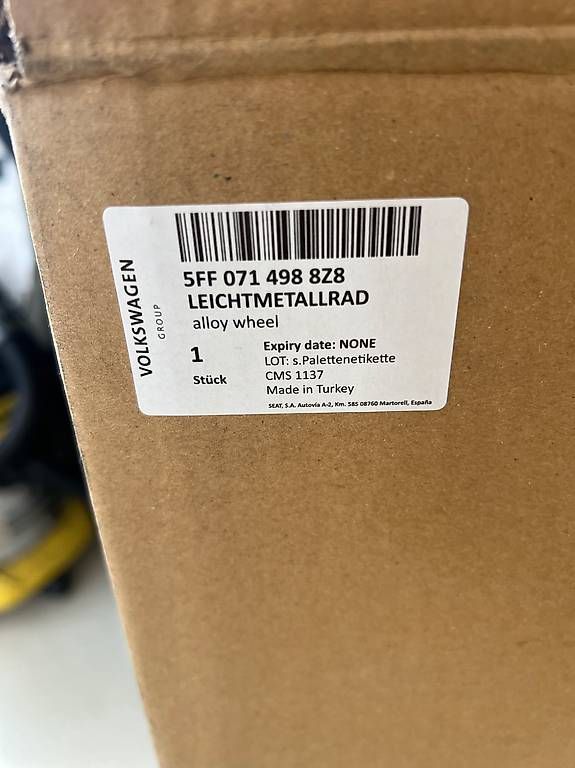 VOLKSWAGEN
GROUP
5FF 071 498 8Z8
LEICHTMETALLRAD
alloy wheel
1
Stück
Expiry date: NONE
LOT: s.Palettenetikette
CMS 1137
Made in Turkey
SEAT, S.A. Autovía A-2, Km. 585 08760 Martorell, España